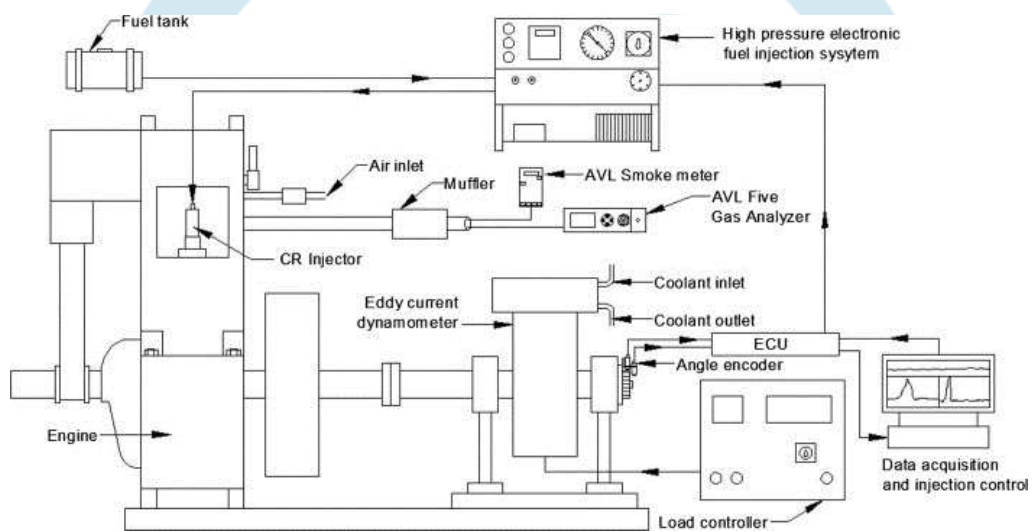 Fuel tank
High pressure electronic
fuel injection sysytem
Air inlet
Muffler
AVL Smoke meter
AVL Five
Gas Analyzer
CR Injector
Coolant inlet
Eddy current
dynamometer
Coolant outlet
ECU
Angle encoder
Engine
Data acquisition
and injection control
Load controller